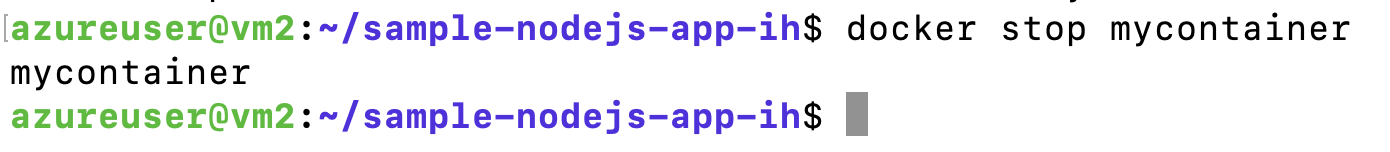 [azureuser@vm2:~/sample-nodejs-app-ih$ docker stop mycontainer
mycontainer
azureuser@vm2:~/sample-nodejs-app-ih$